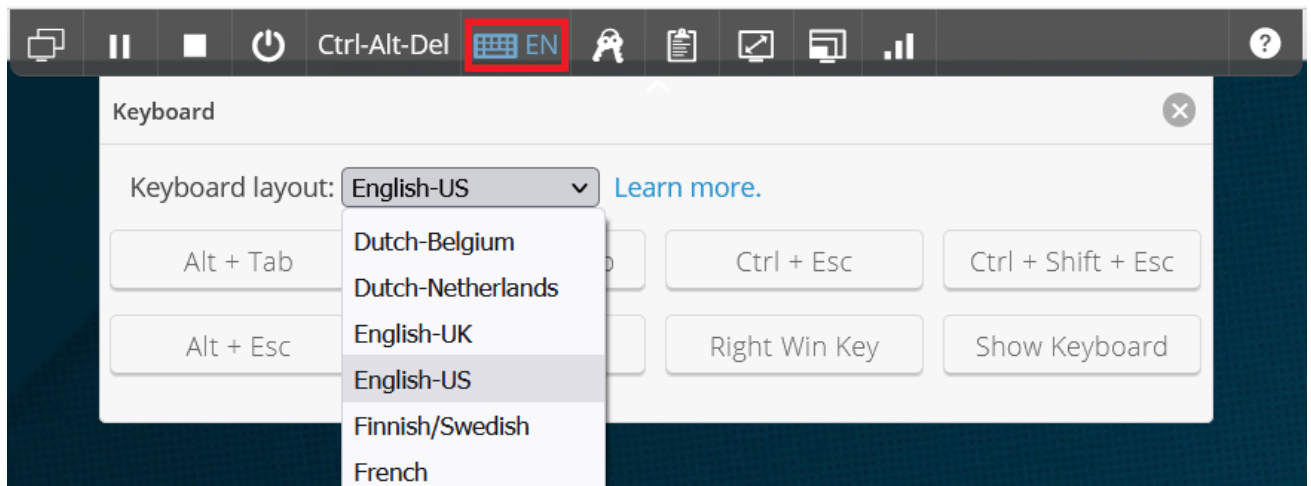 Ctrl-Alt-Del EN ?
Keyboard
Keyboard layout: English-US Learn more.
Dutch-Belgium
Alt + Tab Ctrl + Esc Ctrl + Shift + Esc
Dutch-Netherlands
English-UK
Alt + Esc Right Win Key Show Keyboard
English-US
Finnish/Swedish
French